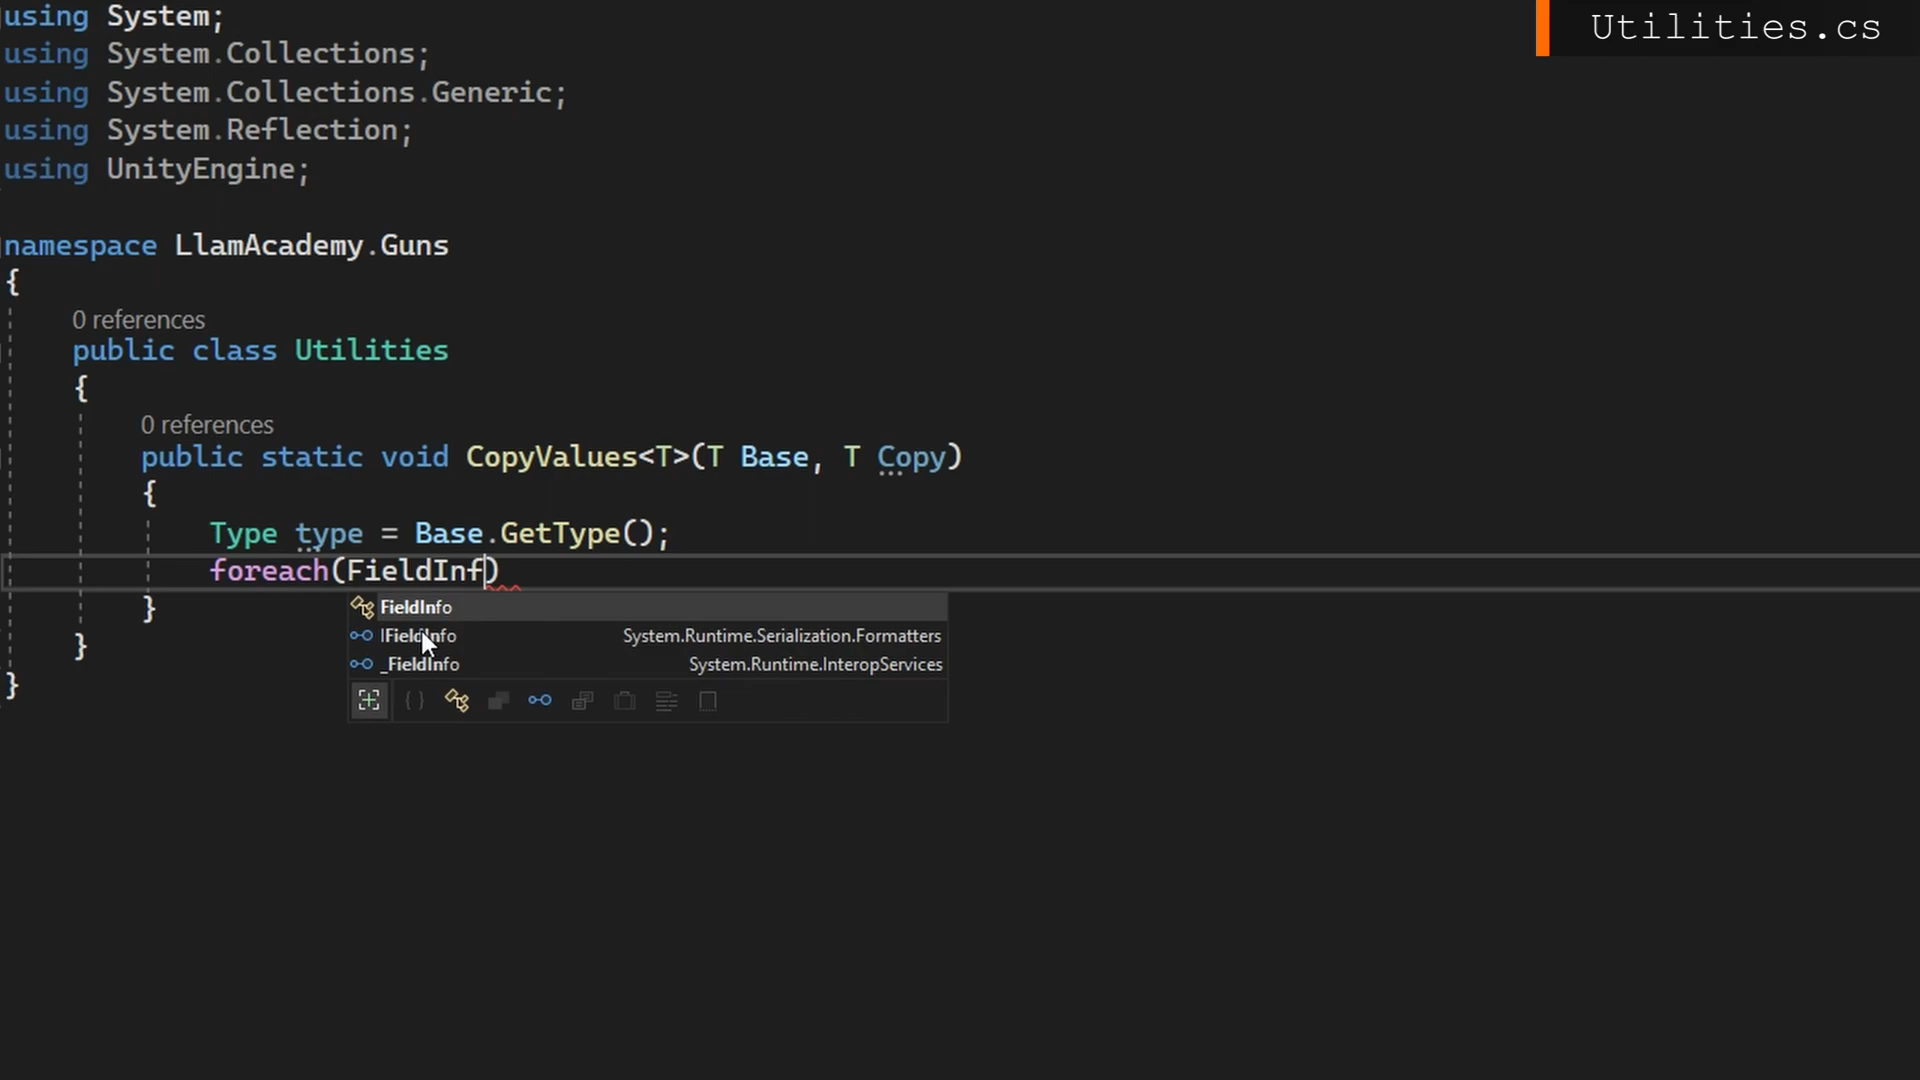 using System;
Utilities.cs
using System.Collections;
using System.Collections.Generic;
using System.Reflection;
using UnityEngine;
namespace LlamAcademy.Guns
{
0 references
public class Utilities
{
0 references
public static void CopyValues<T>(T Base, T Copy)
{
Type type = Base.GetType();
foreach(FieldInf)
FieldInfo
}
IFieldInfo System.Runtime.Serialization.Formatters
}
_FieldInfo System.Runtime.InteropServices
}